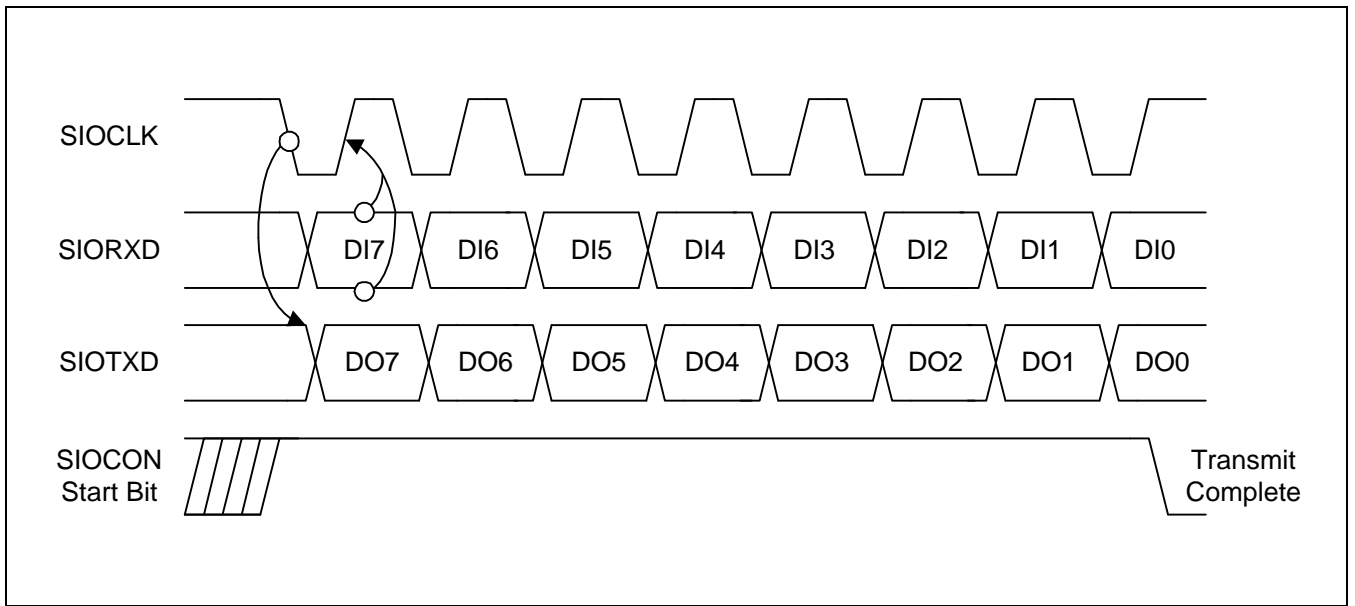 SIOCLK
SIORXD
DI7 DI6 DI5 DI4 DI3 DI2 DI1 DI0
SIOTXD
DO7 DO6 DO5 DO4 DO3 DO2 DO1 DO0
SIOCON
Start Bit
Transmit
Complete